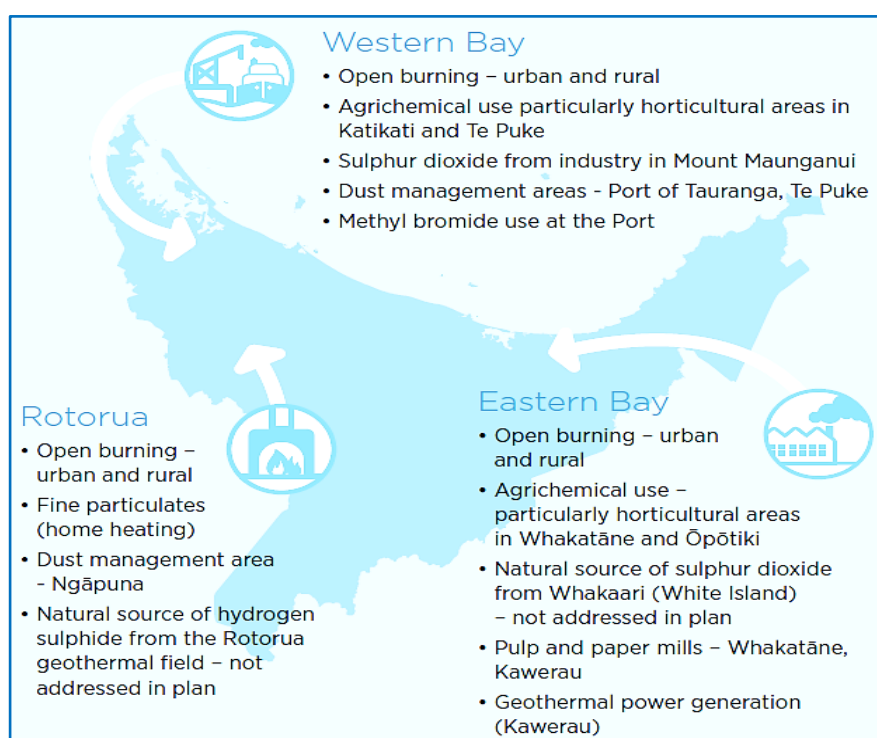 Western Bay
• Open burning – urban and rural
• Agrichemical use particularly horticultural areas in
Katikati and Te Puke
• Sulphur dioxide from industry in Mount Maunganui
• Dust management areas - Port of Tauranga, Te Puke
• Methyl bromide use at the Port
Rotorua
• Open burning –
urban and rural
• Fine particulates
(home heating)
• Dust management area
- Ngāpuna
• Natural source of hydrogen
sulphide from the Rotorua
geothermal field – not
addressed in plan
Eastern Bay
• Open burning – urban
and rural
• Agrichemical use –
particularly horticultural areas
in Whakatāne and Ōpōtiki
• Natural source of sulphur dioxide
from Whakaari (White Island)
– not addressed in plan
• Pulp and paper mills – Whakatāne,
Kawerau
• Geothermal power generation
(Kawerau)